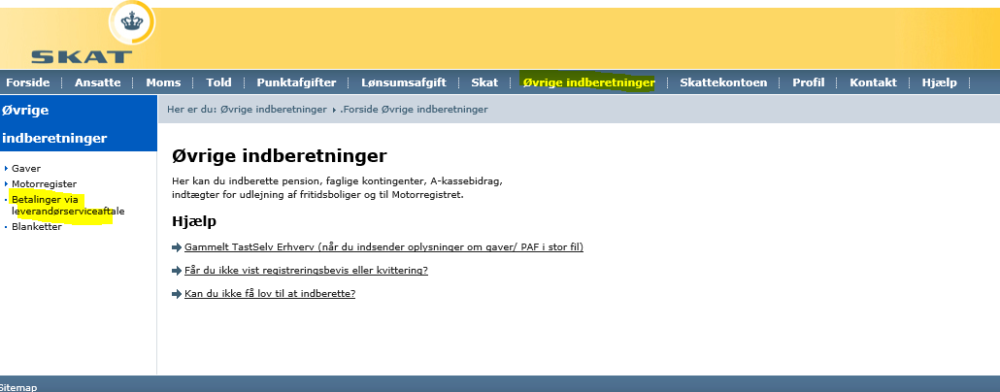 SKAT
Forside Ansatte Moms Told Punktafgifter Lønsumsafgift Skat Øvrige indberetninger Skattekontoen Profil Kontakt Hjælp
Øvrige
indberetninger
Gaver
Motorregister
Betalinger via
leverandørserviceaftale
Blanketter
Her er du: Øvrige indberetninger .Forside Øvrige indberetninger
Øvrige indberetninger
Her kan du indberette pension, faglige kontingenter, A-kassebidrag,
indtægter for udlejning af fritidsboliger og til Motorregistret.
Hjælp
Gammelt TastSelv Erhverv (når du indsender oplysninger om gaver/ PAF i stor fil)
Får du ikke vist registreringsbevis eller kvittering?
Kan du ikke få lov til at indberette?
Sitemap